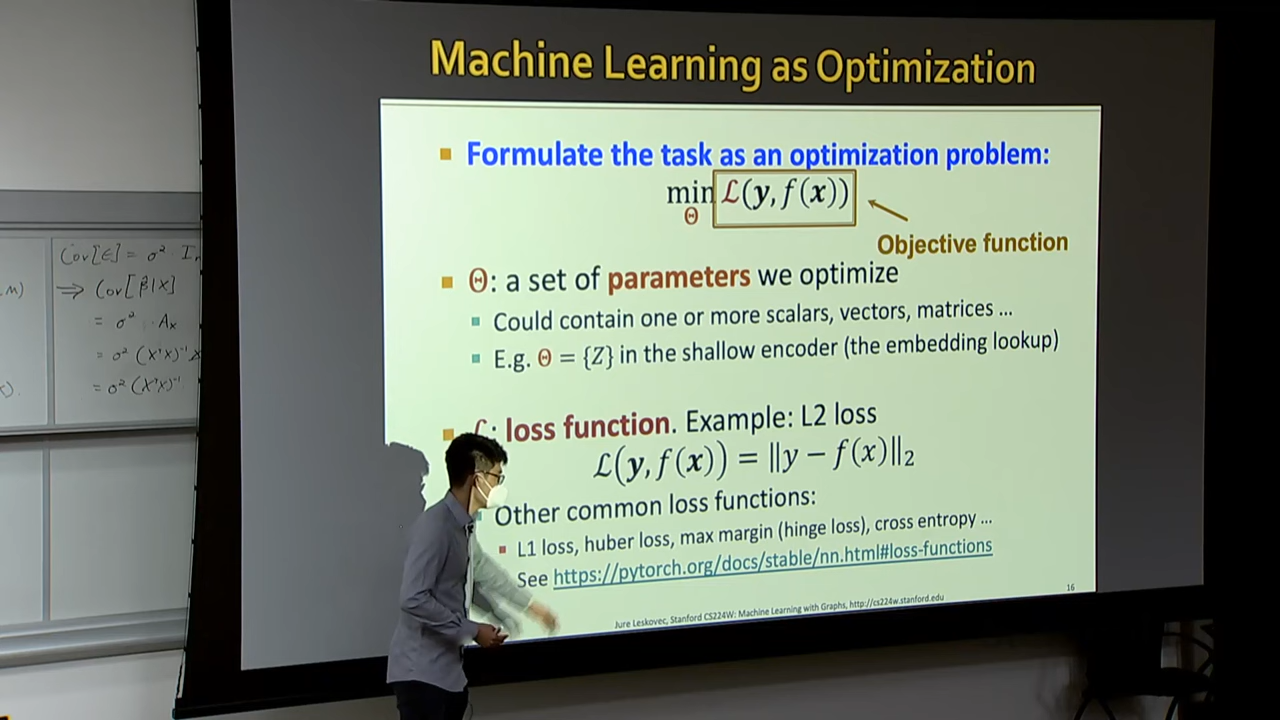 Machine Learning as Optimization
Formulate the task as an optimization problem:
min Θ ℒ(y, f(x))
Objective function
Θ: a set of parameters we optimize
Could contain one or more scalars, vectors, matrices ...
E.g. Θ = {Z} in the shallow encoder (the embedding lookup)
ℒ: loss function. Example: L2 loss
ℒ(y, f(x)) = ‖y − f(x)‖₂
Other common loss functions:
L1 loss, huber loss, max margin (hinge loss), cross entropy ...
See https://pytorch.org/docs/stable/nn.html#loss-functions
Jure Leskovec, Stanford CS224W: Machine Learning with Graphs, http://cs224w.stanford.edu
16
Cov[ϵ] = σ² I
⇒ Cov[β̂|X]
= σ² · Aₓ
= σ² (X'X)⁻¹
= σ² (X'X)⁻¹